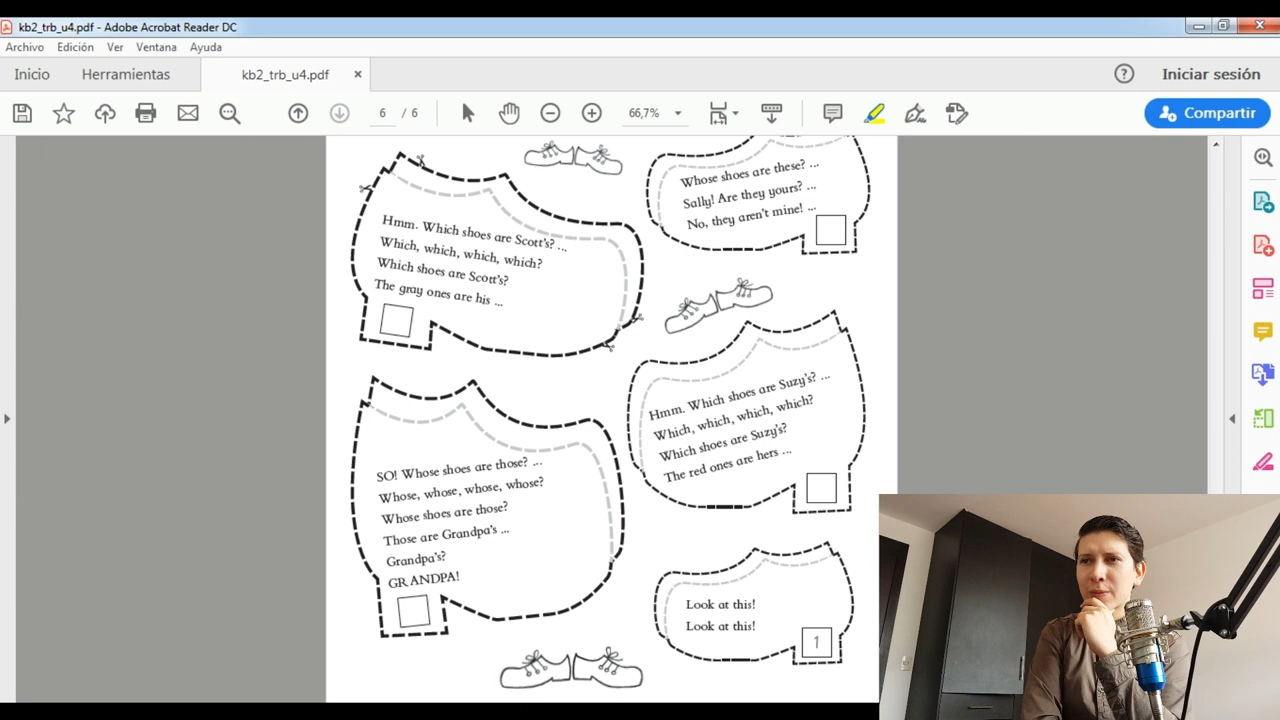 kb2_trb_u4.pdf - Adobe Acrobat Reader DC
Archivo Edición Ver Ventana Ayuda
Inicio Herramientas kb2_trb_u4.pdf × Iniciar sesión
6 / 6 66,7% Compartir
Hmm. Which shoes are Scott's? ...
Which, which, which, which?
Which shoes are Scott's?
The gray ones are his ...
Whose shoes are these? ...
Sally! Are they yours? ...
No, they aren't mine! ...
Hmm. Which shoes are Suzy's? ...
Which, which, which, which?
Which shoes are Suzy's?
The red ones are hers ...
SO! Whose shoes are those? ...
Whose, whose, whose, whose?
Whose shoes are those?
Those are Grandpa's ...
Grandpa's?
GRANDPA!
Look at this!
Look at this!
1